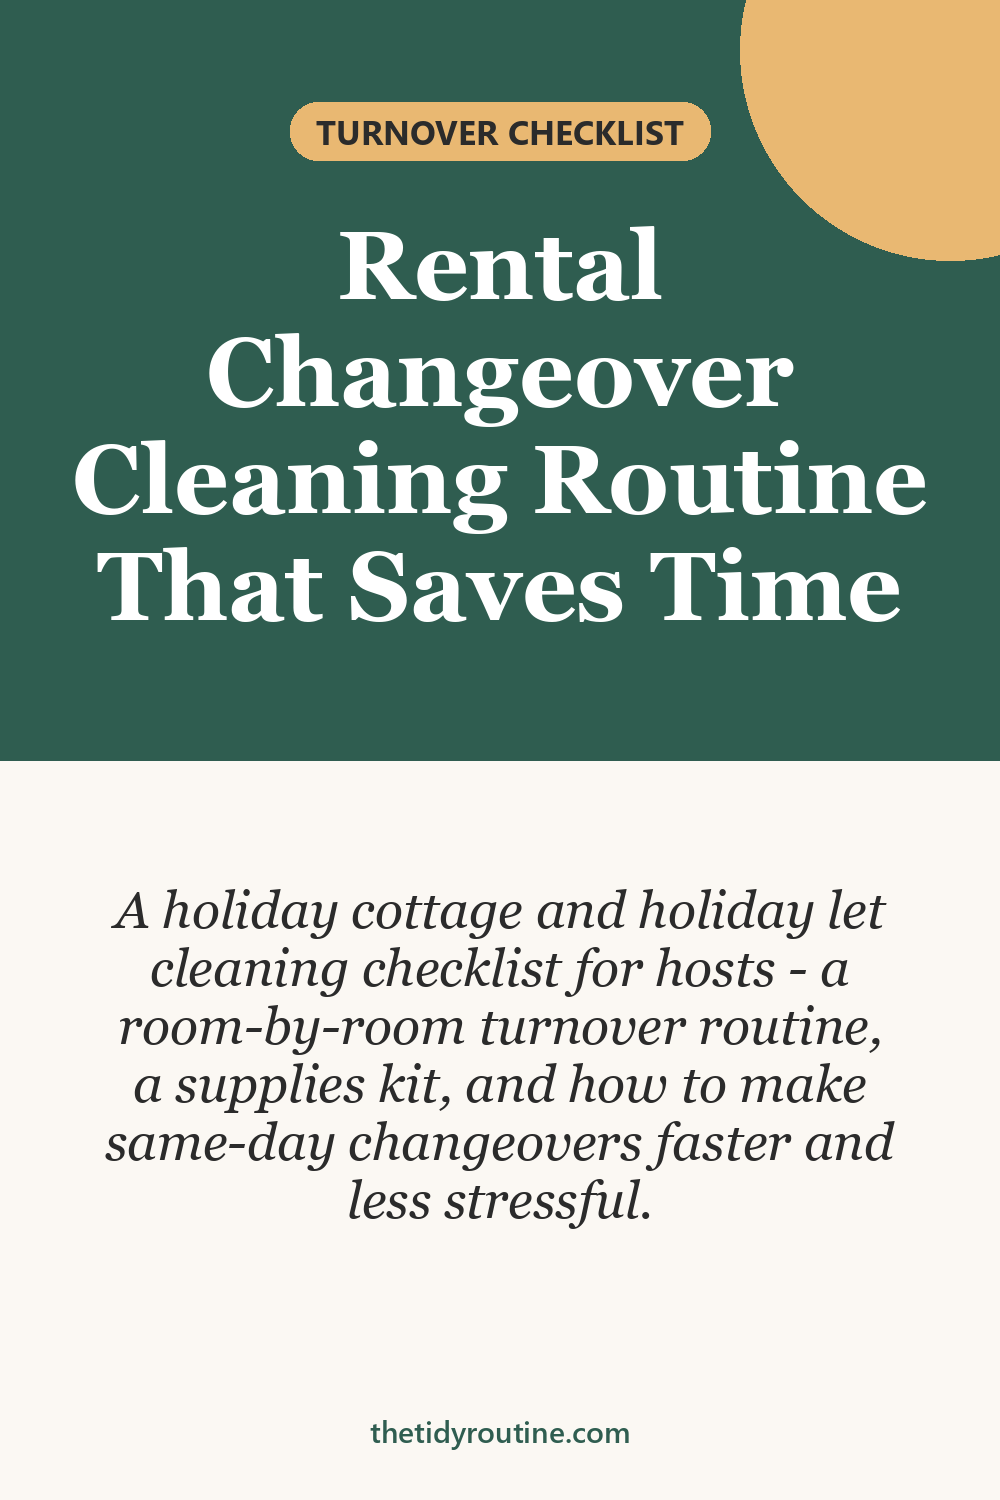 TURNOVER CHECKLIST
Rental
Changeover
Cleaning Routine
That Saves Time
A holiday cottage and holiday let
cleaning checklist for hosts - a
room-by-room turnover routine,
a supplies kit, and how to make
same-day changeovers faster and
less stressful.
thetidyroutine.com